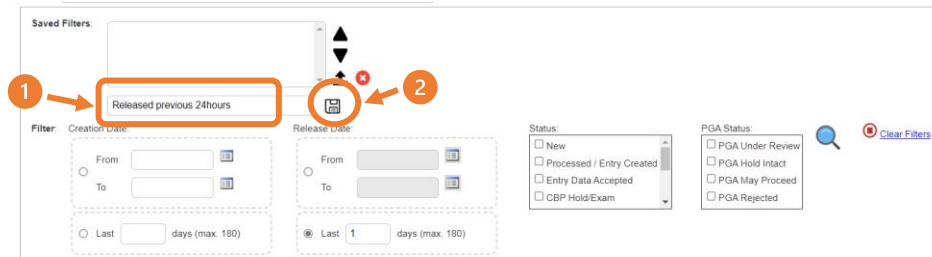 Saved Filters:
1
2
Released previous 24hours
Filter: Creation Date: Release Date: Status: PGA Status:
From From New PGA Under Review Clear Filters
Processed / Entry Created PGA Hold Intact
To To Entry Data Accepted PGA May Proceed
CBP Hold/Exam PGA Rejected
Last days (max. 180) Last 1 days (max. 180)